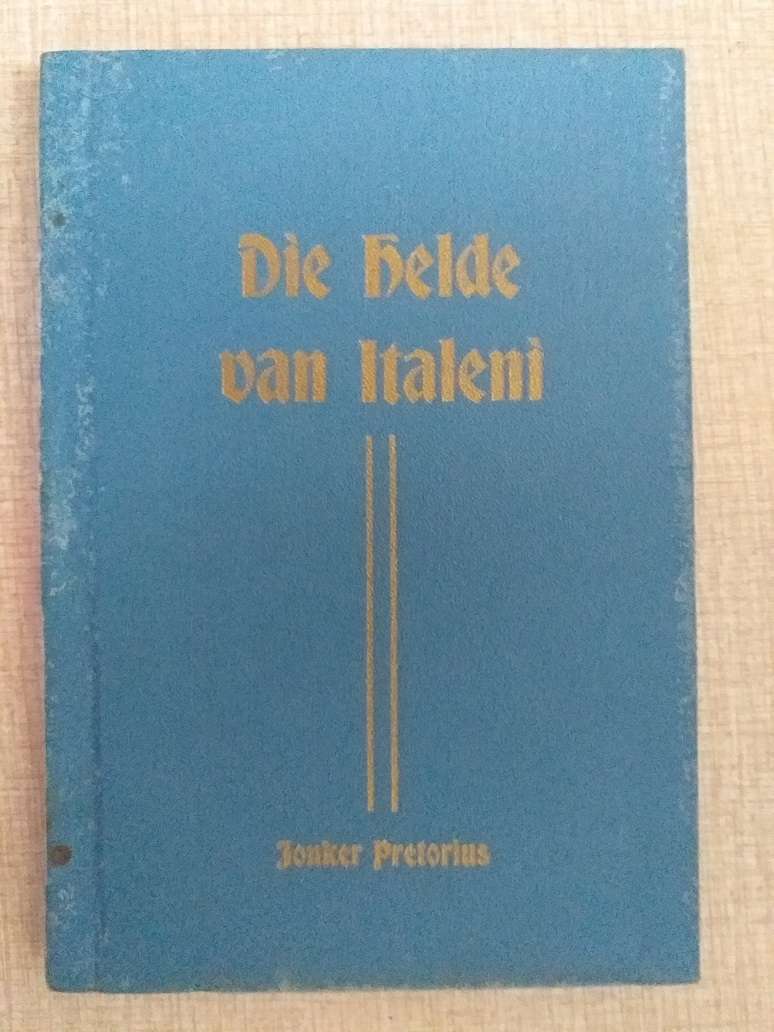 Die Helde
van Italeni
Jonker Pretorius